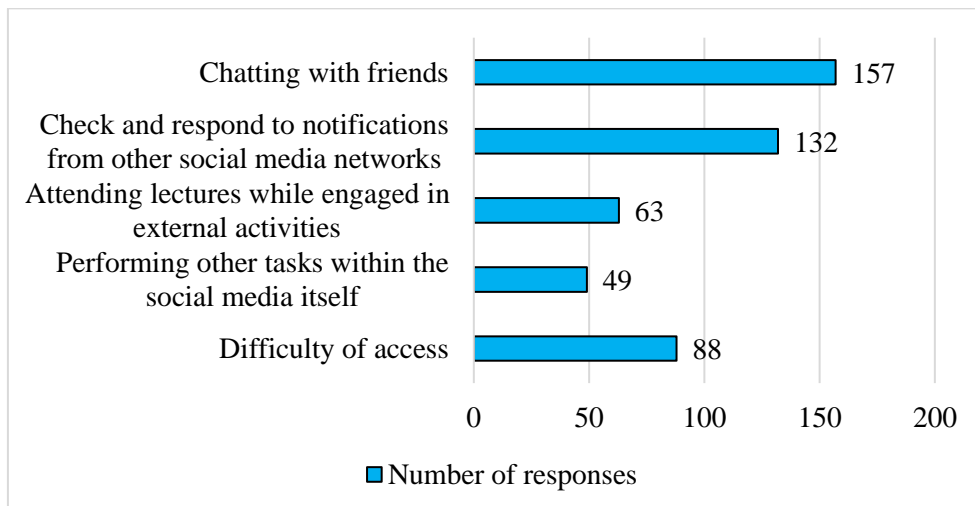 Chatting with friends
157
Check and respond to notifications
from other social media networks
132
Attending lectures while engaged in
external activities
63
Performing other tasks within the
social media itself
49
Difficulty of access
88
0 50 100 150 200
Number of responses